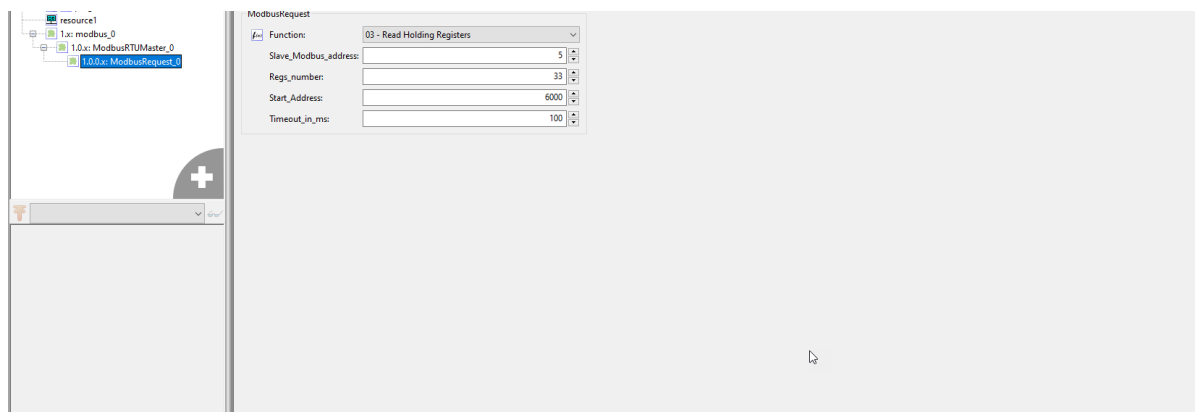 resource1
1.x: modbus_0
1.0.x: ModbusRTUMaster_0
1.0.0.x: ModbusRequest_0
ModbusRequest
Function: 03 - Read Holding Registers
Slave_Modbus_address: 5
Regs_number: 33
Start_Address: 6000
Timeout_in_ms: 100